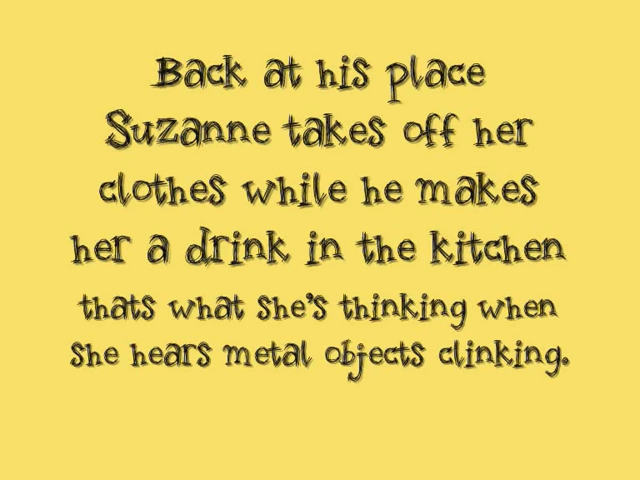 Back at his place
Suzanne takes off her
clothes while he makes
her a drink in the kitchen
thats what she's thinking when
she hears metal objects clinking.